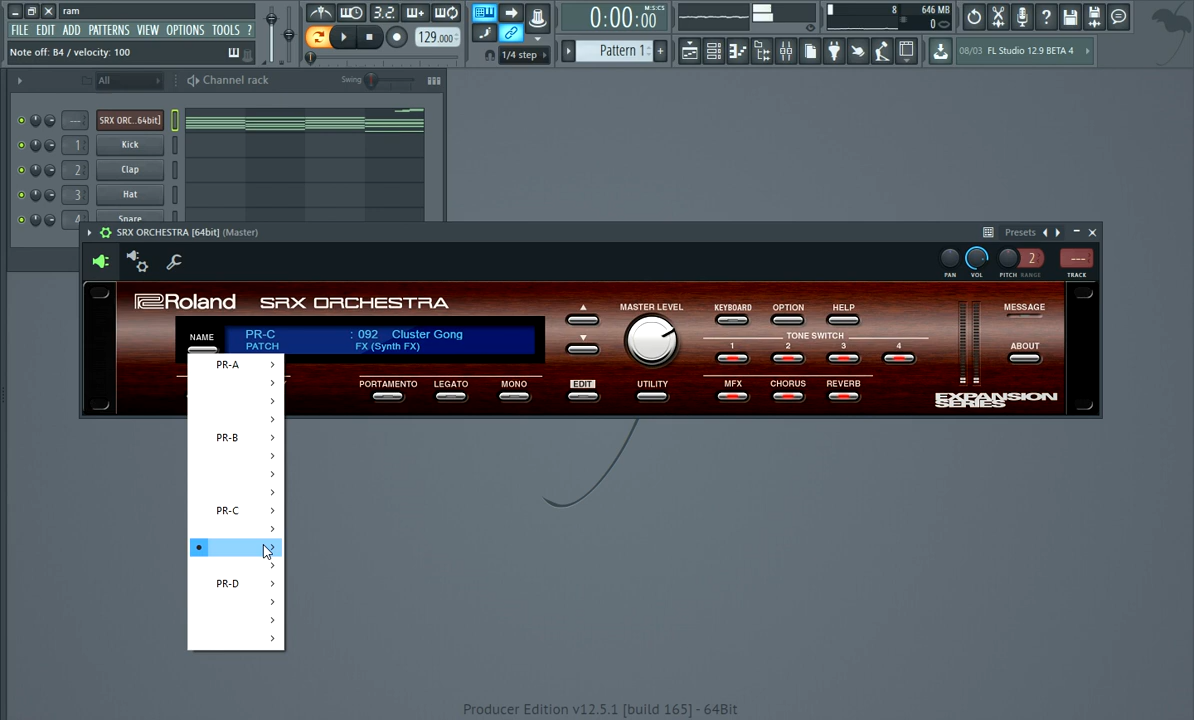 ram
FILE EDIT ADD PATTERNS VIEW OPTIONS TOOLS ?
Note off: B4 / velocity: 100
3.2.
129.000
0:00:00
M:S:CS
8
646 MB
0
1/4 step
Pattern 1
+
08/03 FL Studio 12.9 BETA 4
All
Channel rack
Swing
--- SRX ORC..64bit]
1 Kick
2 Clap
3 Hat
4 Snare
SRX ORCHESTRA [64bit] (Master)
Presets
PAN VOL PITCH RANGE 2 --- TRACK
Roland SRX ORCHESTRA
NAME
PR-C : 092 Cluster Gong
PATCH FX (Synth FX)
MASTER LEVEL
KEYBOARD OPTION HELP
MESSAGE
TONE SWITCH
1 2 3 4
ABOUT
PORTAMENTO LEGATO MONO EDIT UTILITY
MFX CHORUS REVERB
EXPANSION
SERIES
PR-A
PR-B
PR-C
PR-D
Producer Edition v12.5.1 [build 165] - 64Bit